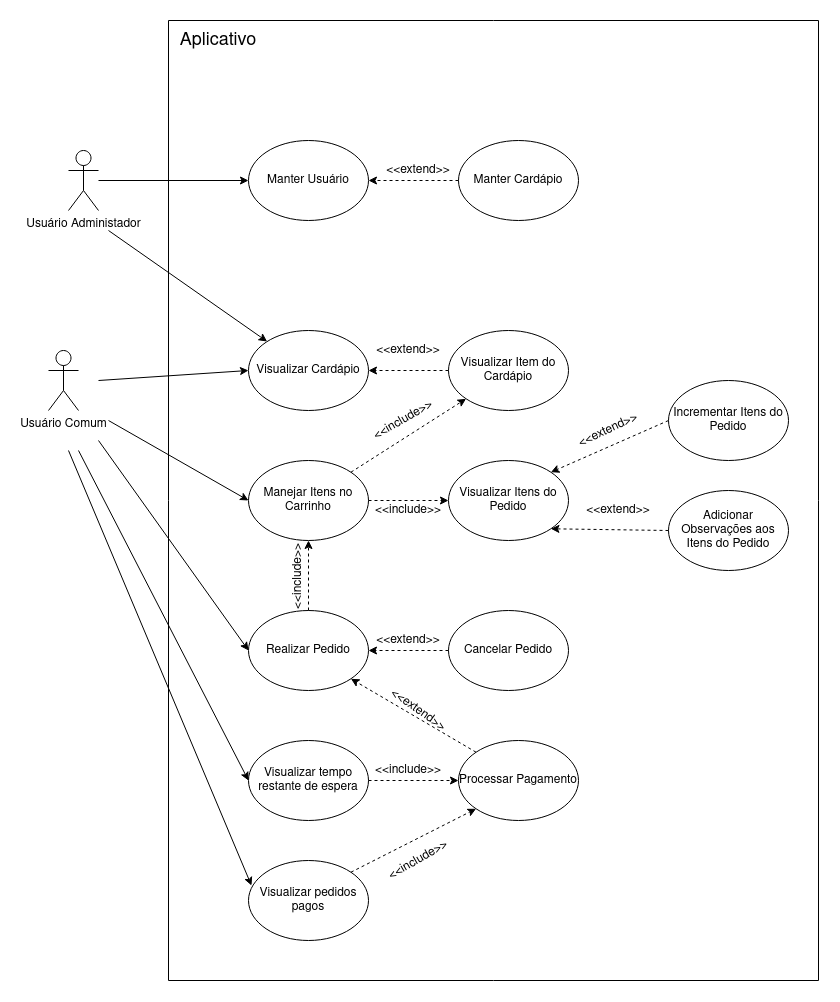 Aplicativo
Manter Usuário
<<extend>>
Manter Cardápio
Usuário Administador
Visualizar Cardápio
<<extend>>
Visualizar Item do
Cardápio
Usuário Comum
<<include>>
<<extend>>
Incrementar Itens do
Pedido
Manejar Itens no
Carrinho
<<include>>
Visualizar Itens do
Pedido
<<extend>>
Adicionar
Observações aos
Itens do Pedido
<<include>>
Realizar Pedido
<<extend>>
Cancelar Pedido
<<extend>>
Visualizar tempo
restante de espera
<<include>>
Processar Pagamento
<<include>>
Visualizar pedidos
pagos